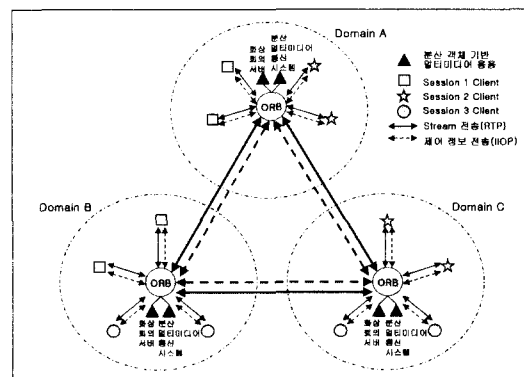 Domain A
화상
회의
서버
분산
멀티미디어
통신
시스템
ORB
분산 객체 기반
멀티미디어 응용
Session 1 Client
Session 2 Client
Session 3 Client
Stream 전송(RTP)
제어 정보 전송(IIOP)
Domain B
ORB
화상
회의
서버
분산
멀티미디어
통신
시스템
Domain C
ORB
화상
회의
서버
분산
멀티미디어
통신
시스템